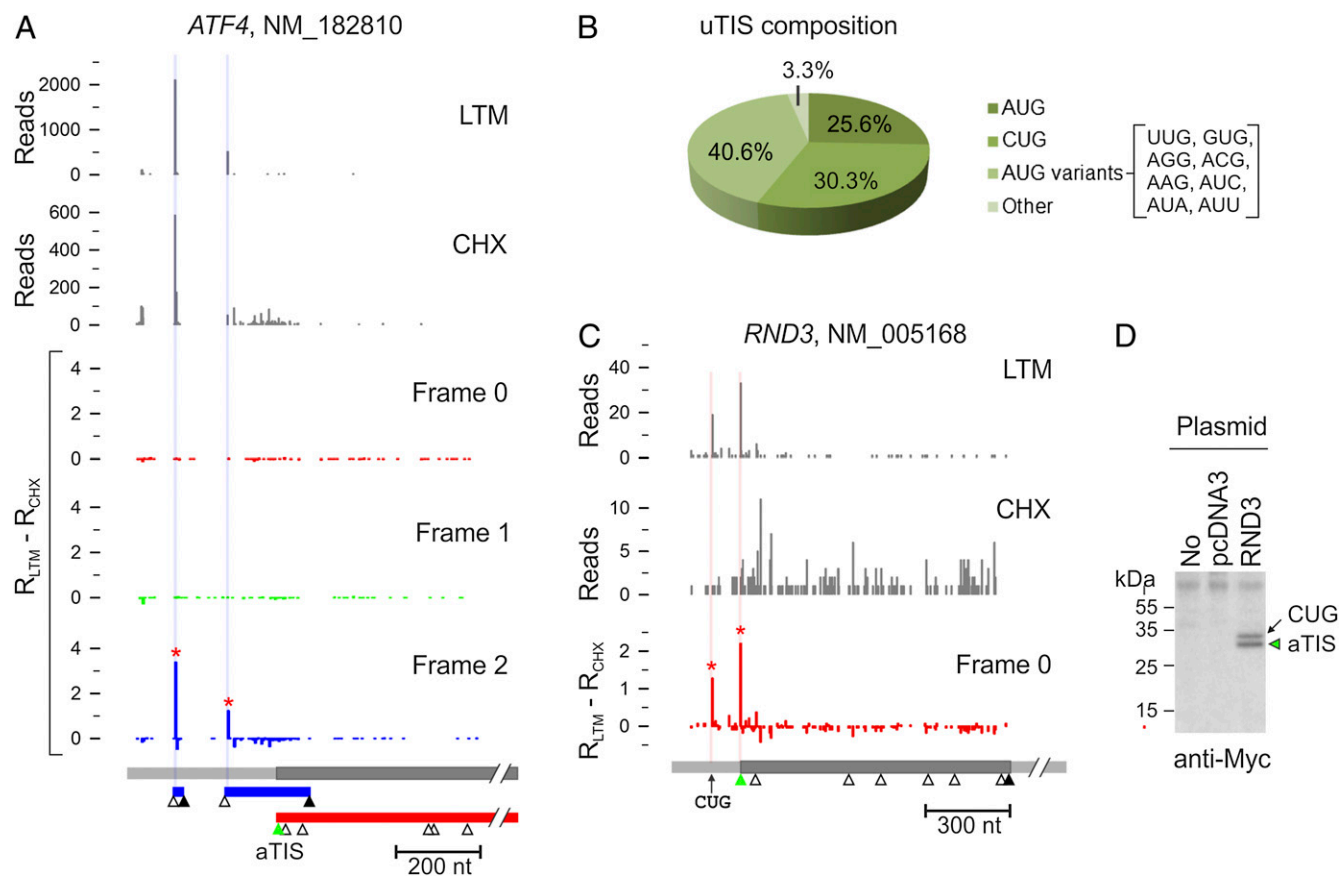 A
ATF4, NM_182810
LTM
Reads
2000
1000
0
CHX
Reads
600
400
200
0
R LTM - R CHX
Frame 0
4
2
0
Frame 1
4
2
0
Frame 2
4
2
0
*
*
aTIS
200 nt
B
uTIS composition
3.3%
25.6%
40.6%
30.3%
AUG
CUG
AUG variants
Other
UUG, GUG,
AGG, ACG,
AAG, AUC,
AUA, AUU
C
RND3, NM_005168
LTM
Reads
40
20
0
CHX
Reads
10
5
0
Frame 0
R LTM - R CHX
2
1
0
*
*
CUG
300 nt
D
Plasmid
No
pcDNA3
RND3
kDa
55
35
25
15
CUG
aTIS
anti-Myc